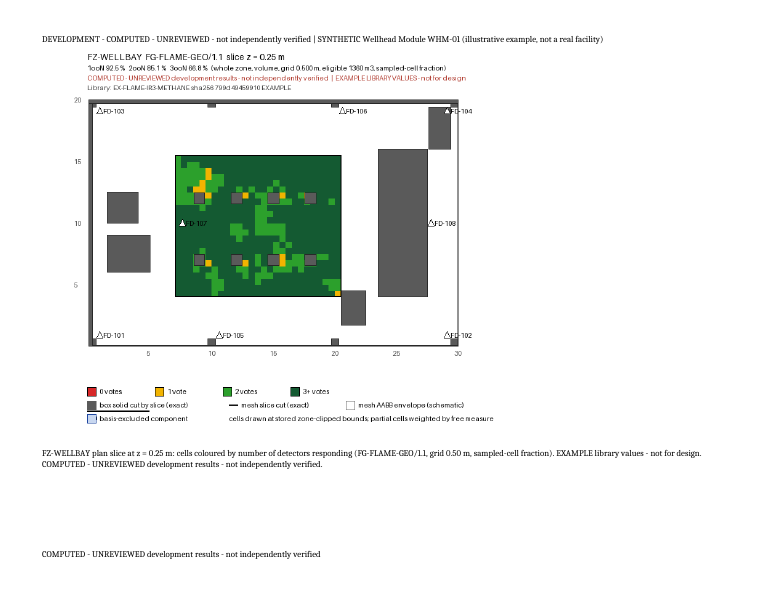 DEVELOPMENT - COMPUTED - UNREVIEWED - not independently verified | SYNTHETIC Wellhead Module WHM-01 (illustrative example, not a real facility)
FZ-WELLBAY FG-FLAME-GEO/1.1 slice z = 0.25 m
1ooN 92.5 % 2ooN 85.1 % 3ooN 66.8 % (whole zone, volume, grid 0.500 m, eligible 1360 m3, sampled-cell fraction)
COMPUTED - UNREVIEWED development results - not independently verified | EXAMPLE LIBRARY VALUES - not for design
Library: EX-FLAME-IR3-METHANE sha256 799d49459910 EXAMPLE
20
FD-103
FD-106
FD-104
15
10
FD-107
FD-108
5
FD-101
FD-105
FD-102
5
10
15
20
25
30
0 votes
1 vote
2 votes
3+ votes
box solid cut by slice (exact)
mesh slice cut (exact)
mesh AABB envelope (schematic)
basis-excluded component
cells drawn at stored zone-clipped bounds; partial cells weighted by free measure
FZ-WELLBAY plan slice at z = 0.25 m: cells coloured by number of detectors responding (FG-FLAME-GEO/1.1, grid 0.50 m, sampled-cell fraction). EXAMPLE library values - not for design.
COMPUTED - UNREVIEWED development results - not independently verified.
COMPUTED - UNREVIEWED development results - not independently verified